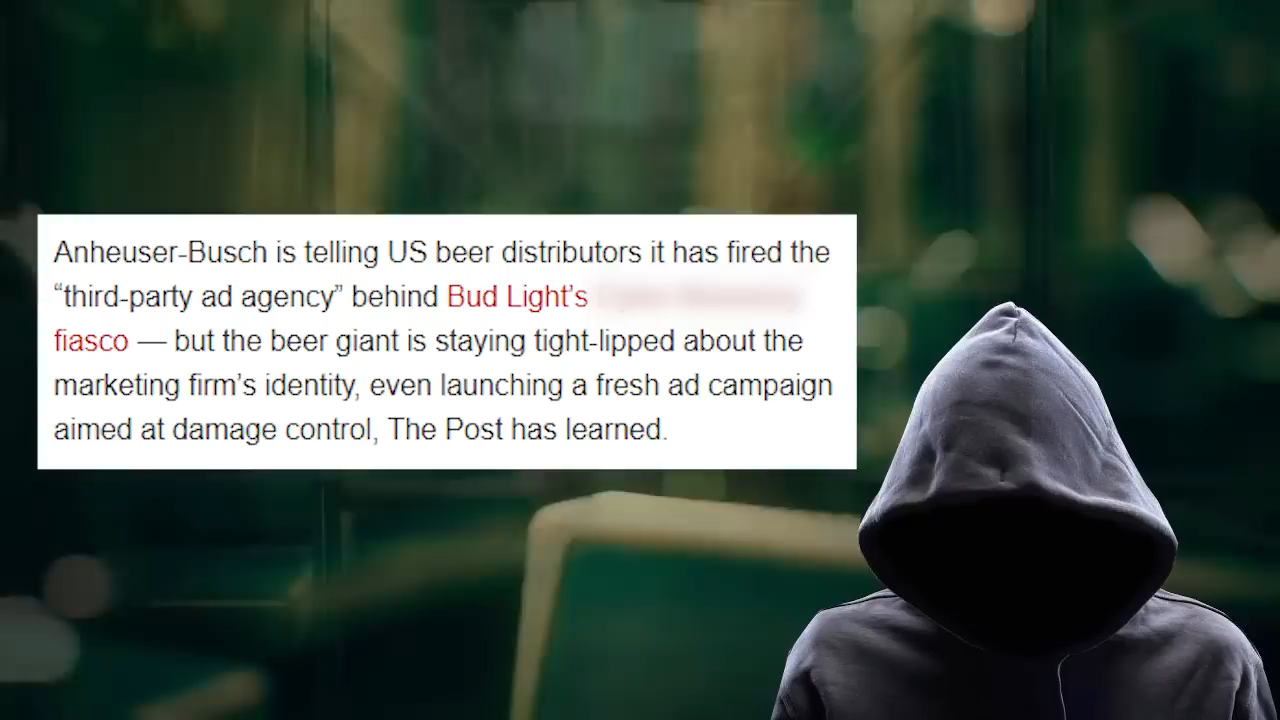 Anheuser-Busch is telling US beer distributors it has fired the
“third-party ad agency” behind Bud Light’s
fiasco — but the beer giant is staying tight-lipped about the
marketing firm’s identity, even launching a fresh ad campaign
aimed at damage control, The Post has learned.